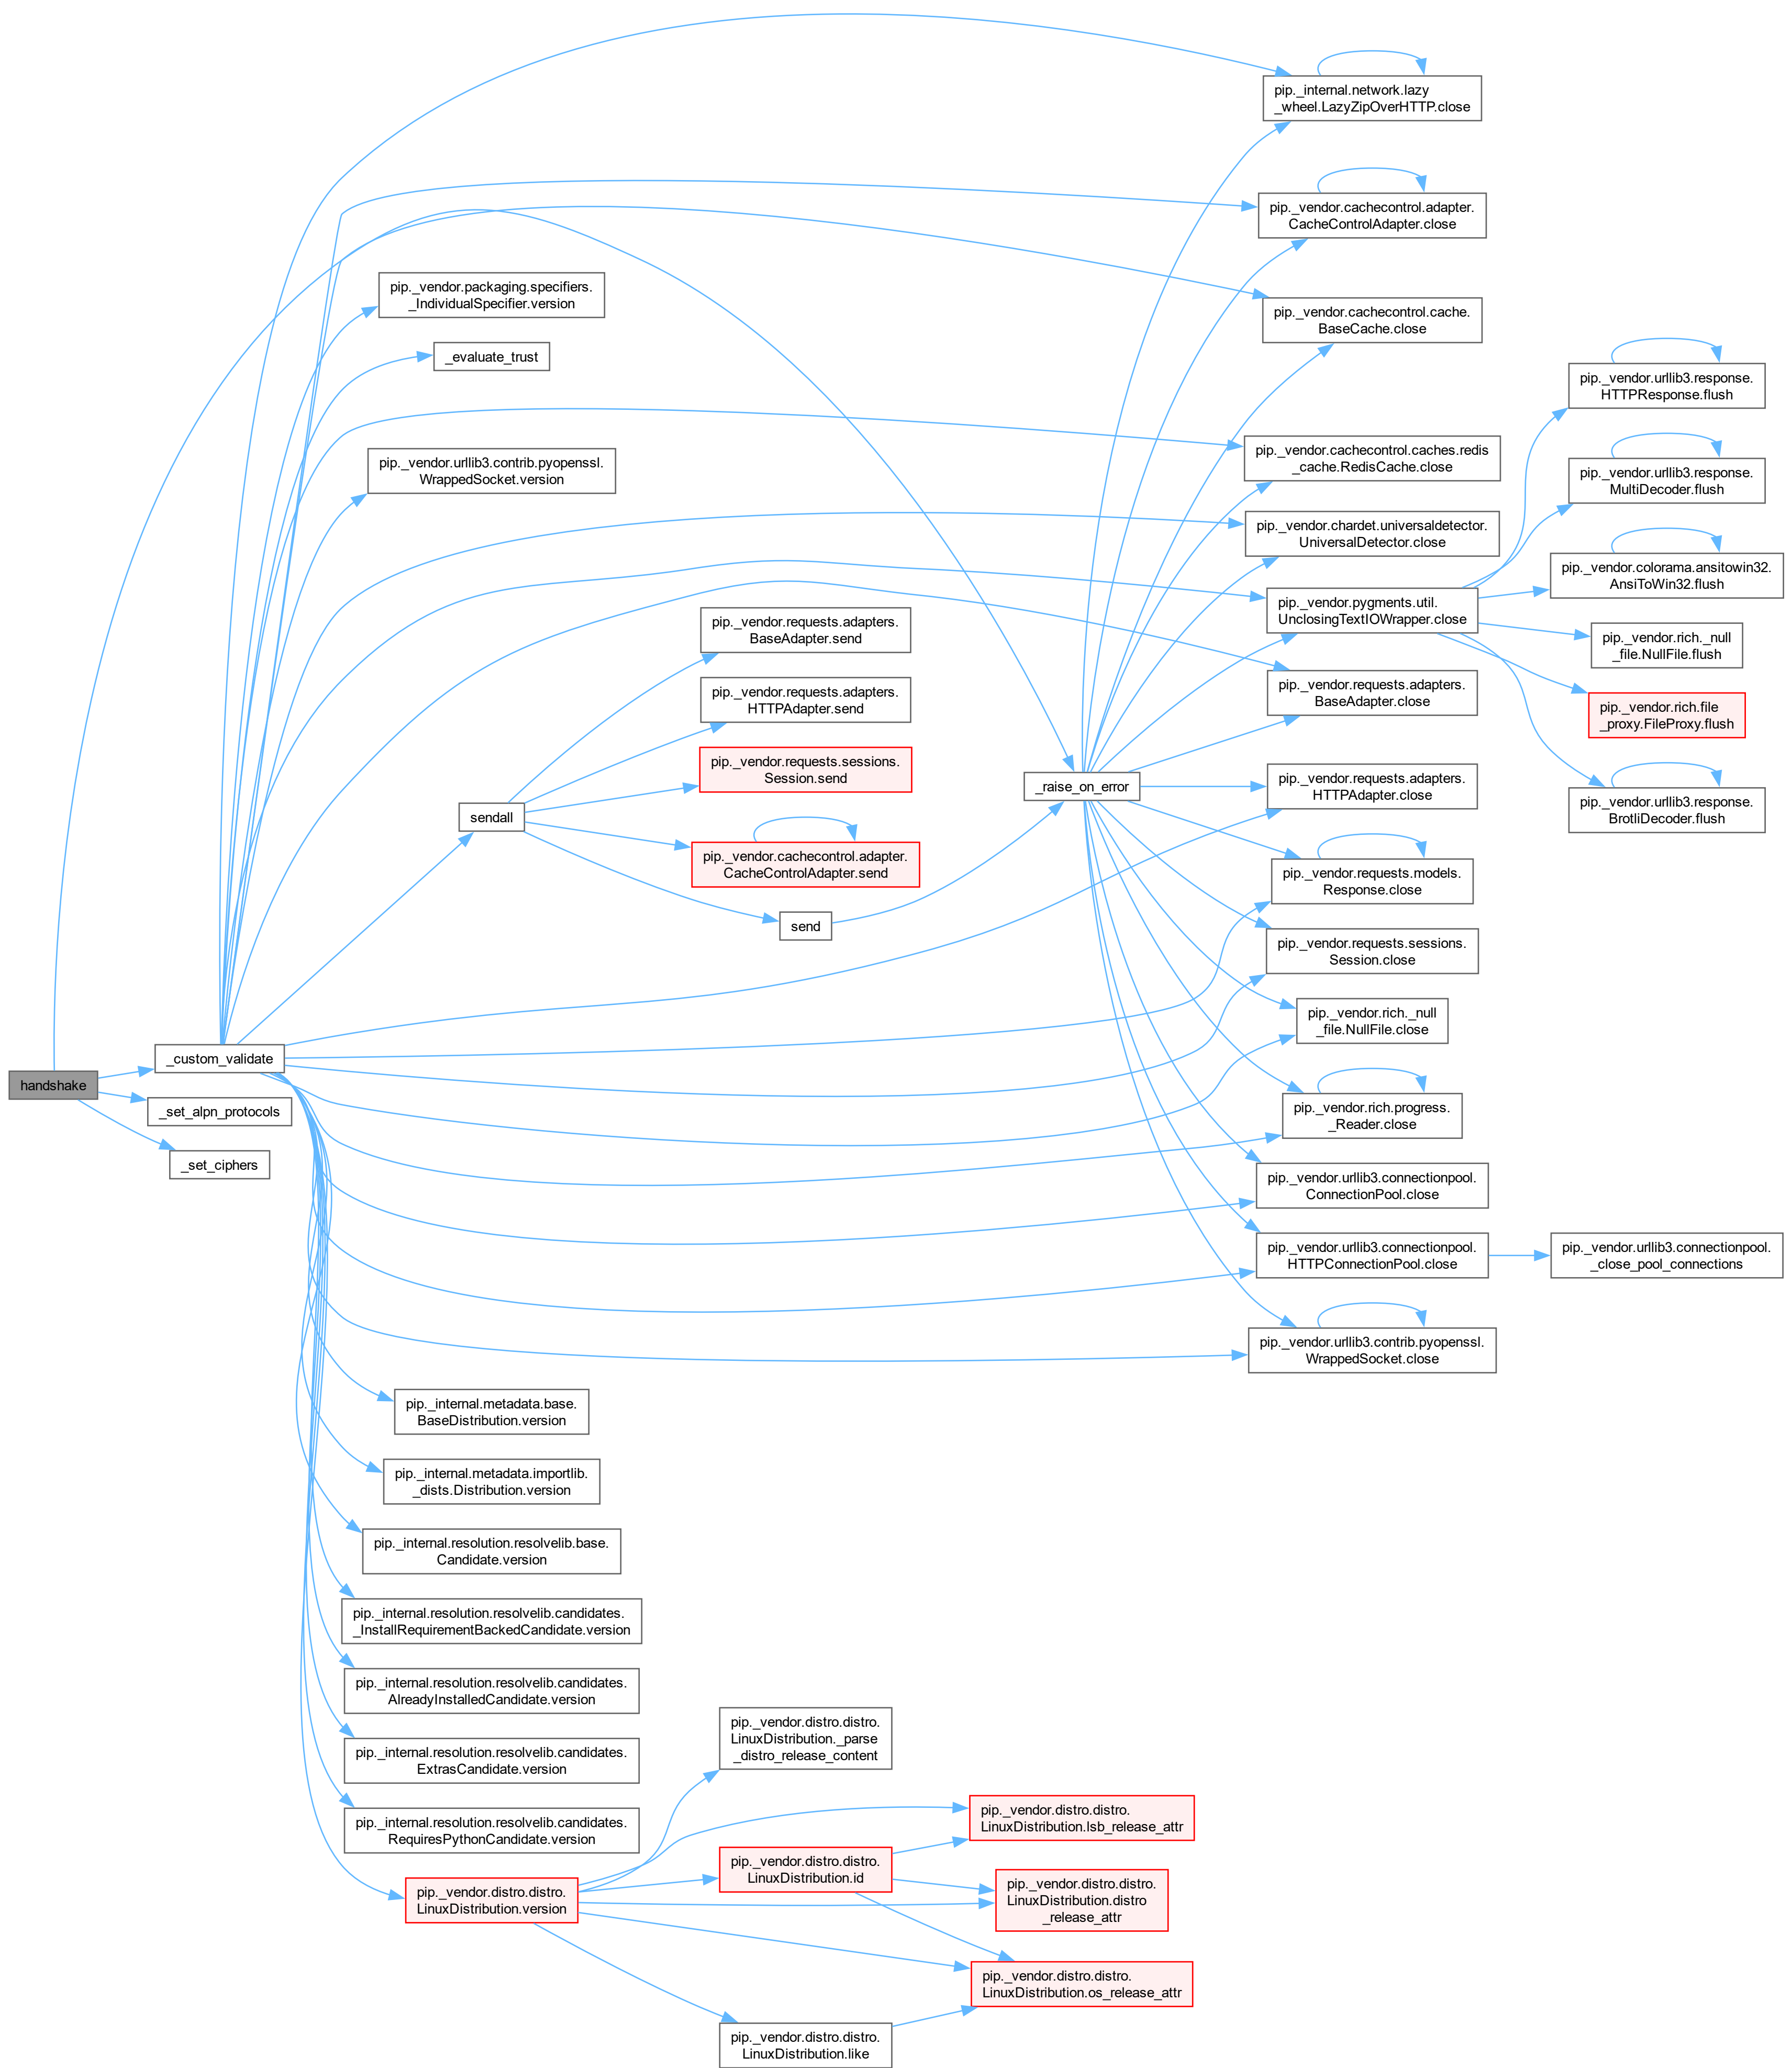 handshake
_custom_validate
_set_alpn_protocols
_set_ciphers
pip._vendor.packaging.specifiers.
_IndividualSpecifier.version
_evaluate_trust
pip._vendor.urllib3.contrib.pyopenssl.
WrappedSocket.version
sendall
pip._internal.metadata.base.
BaseDistribution.version
pip._internal.metadata.importlib.
_dists.Distribution.version
pip._internal.resolution.resolvelib.base.
Candidate.version
pip._internal.resolution.resolvelib.candidates.
_InstallRequirementBackedCandidate.version
pip._internal.resolution.resolvelib.candidates.
AlreadyInstalledCandidate.version
pip._internal.resolution.resolvelib.candidates.
ExtrasCandidate.version
pip._internal.resolution.resolvelib.candidates.
RequiresPythonCandidate.version
pip._vendor.distro.distro.
LinuxDistribution.version
pip._vendor.requests.adapters.
BaseAdapter.send
pip._vendor.requests.adapters.
HTTPAdapter.send
pip._vendor.requests.sessions.
Session.send
pip._vendor.cachecontrol.adapter.
CacheControlAdapter.send
send
pip._vendor.distro.distro.
LinuxDistribution._parse
_distro_release_content
pip._vendor.distro.distro.
LinuxDistribution.id
pip._vendor.distro.distro.
LinuxDistribution.like
pip._vendor.distro.distro.
LinuxDistribution.lsb_release_attr
pip._vendor.distro.distro.
LinuxDistribution.distro
_release_attr
pip._vendor.distro.distro.
LinuxDistribution.os_release_attr
_raise_on_error
pip._internal.network.lazy
_wheel.LazyZipOverHTTP.close
pip._vendor.cachecontrol.adapter.
CacheControlAdapter.close
pip._vendor.cachecontrol.cache.
BaseCache.close
pip._vendor.cachecontrol.caches.redis
_cache.RedisCache.close
pip._vendor.chardet.universaldetector.
UniversalDetector.close
pip._vendor.pygments.util.
UnclosingTextIOWrapper.close
pip._vendor.requests.adapters.
BaseAdapter.close
pip._vendor.requests.adapters.
HTTPAdapter.close
pip._vendor.requests.models.
Response.close
pip._vendor.requests.sessions.
Session.close
pip._vendor.rich._null
_file.NullFile.close
pip._vendor.rich.progress.
_Reader.close
pip._vendor.urllib3.connectionpool.
ConnectionPool.close
pip._vendor.urllib3.connectionpool.
HTTPConnectionPool.close
pip._vendor.urllib3.contrib.pyopenssl.
WrappedSocket.close
pip._vendor.urllib3.response.
HTTPResponse.flush
pip._vendor.urllib3.response.
MultiDecoder.flush
pip._vendor.colorama.ansitowin32.
AnsiToWin32.flush
pip._vendor.rich._null
_file.NullFile.flush
pip._vendor.rich.file
_proxy.FileProxy.flush
pip._vendor.urllib3.response.
BrotliDecoder.flush
pip._vendor.urllib3.connectionpool.
_close_pool_connections